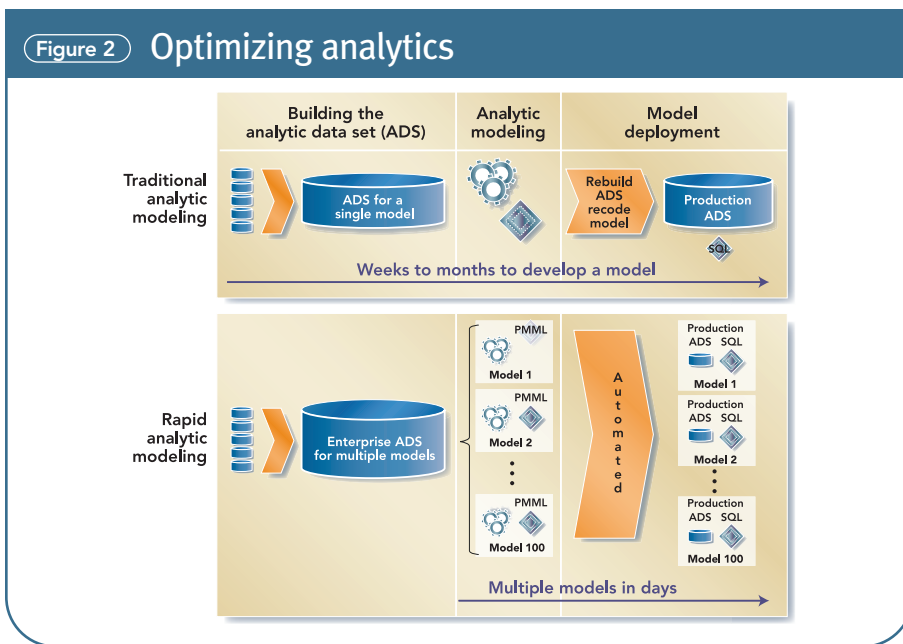 Figure 2 Optimizing analytics
Building the
analytic data set (ADS)
Analytic
modeling
Model
deployment
Traditional
analytic
modeling
ADS for a
single model
Rebuild
ADS
recode
model
Production
ADS
SQL
Weeks to months to develop a model
Rapid
analytic
modeling
Enterprise ADS
for multiple models
PMML
Model 1
PMML
Model 2
PMML
Model 100
Automated
Production
ADS SQL
Model 1
Production
ADS SQL
Model 2
Production
ADS SQL
Model 100
Multiple models in days